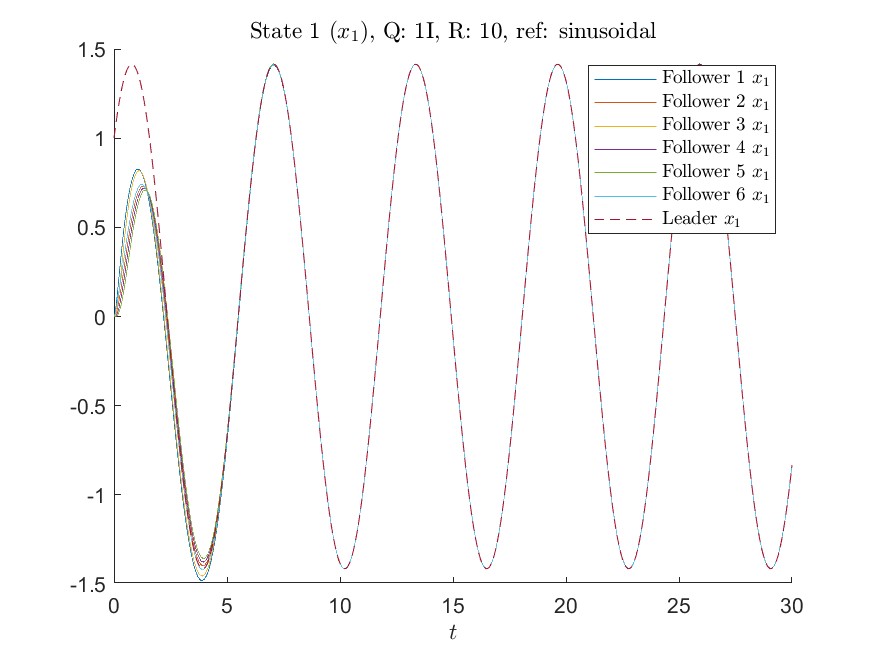 State 1 (x₁), Q: 1I, R: 10, ref: sinusoidal
1.5
1
0.5
0
-0.5
-1
-1.5
Follower 1 x₁
Follower 2 x₁
Follower 3 x₁
Follower 4 x₁
Follower 5 x₁
Follower 6 x₁
Leader x₁
0 5 10 15 20 25 30
t